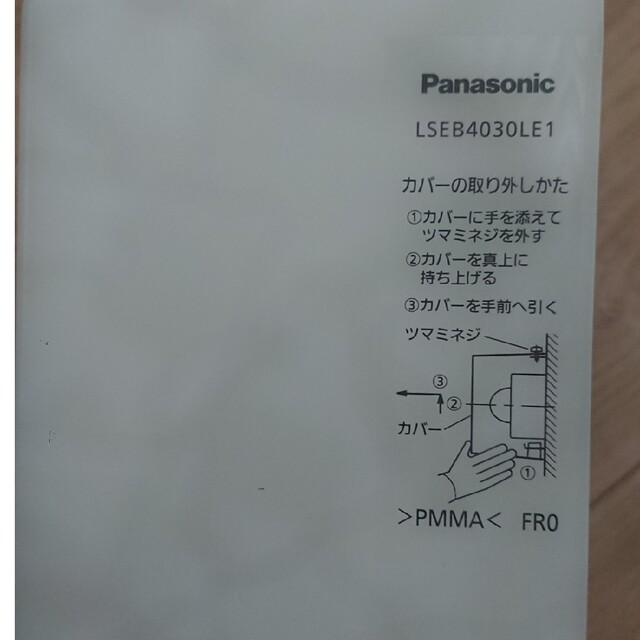 Panasonic
LSEB4030LE1
カバーの取り外しかた
①カバーに手を添えて
ツマミネジを外す
②カバーを真上に
持ち上げる
③カバーを手前へ引く
ツマミネジ
③
②
カバー
①
>PMMA< FR0